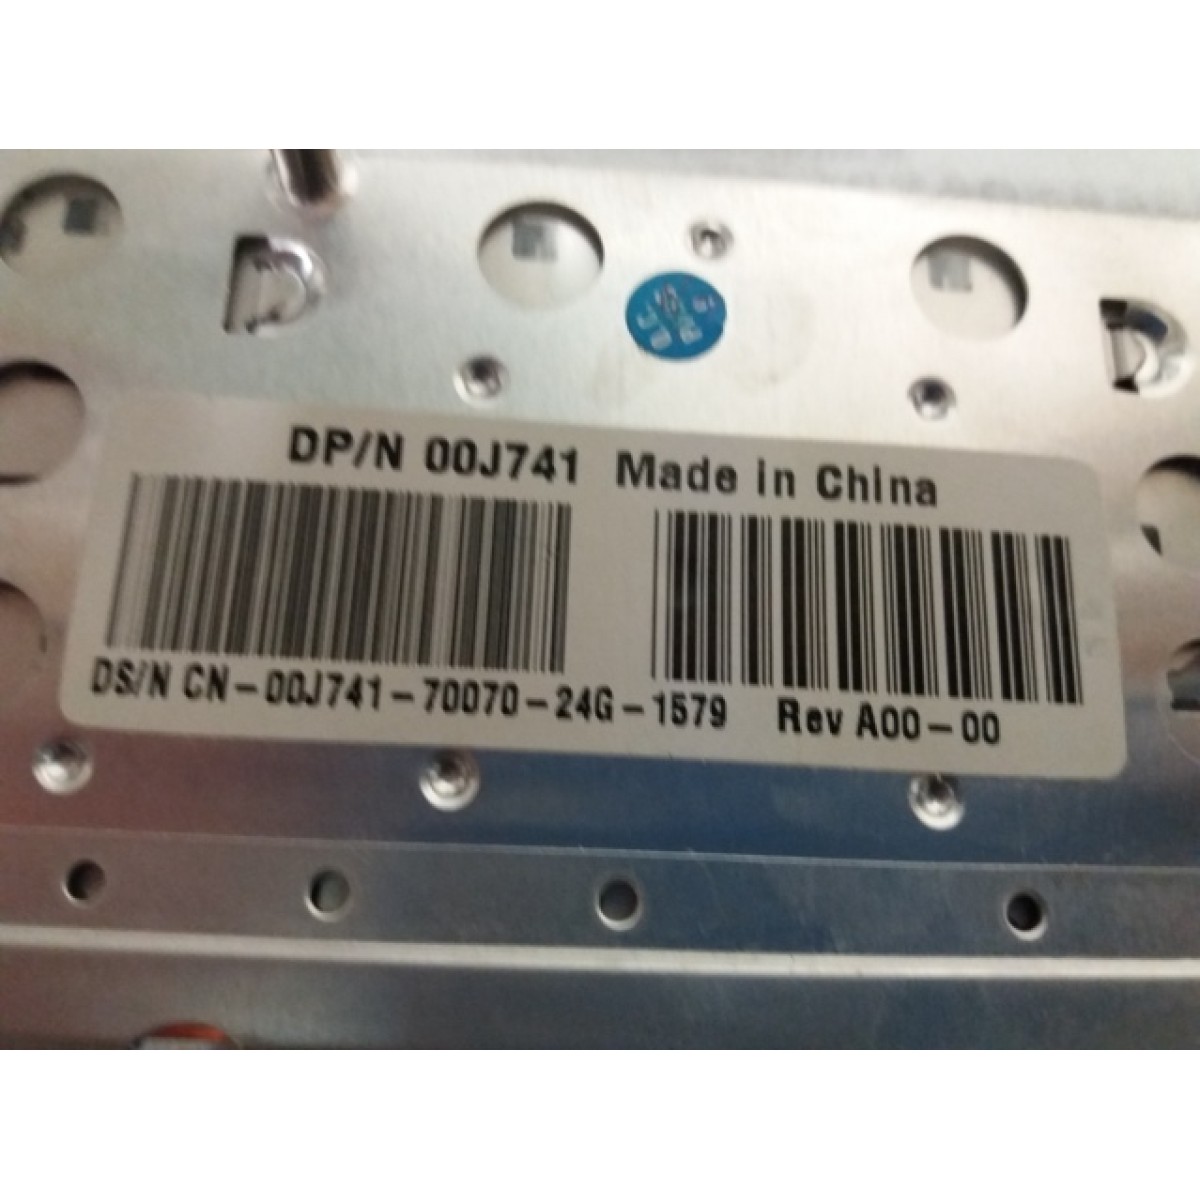 DP/N 00J741 Made in China
DS/N CN-00J741-70070-24G-1579 Rev A00-00